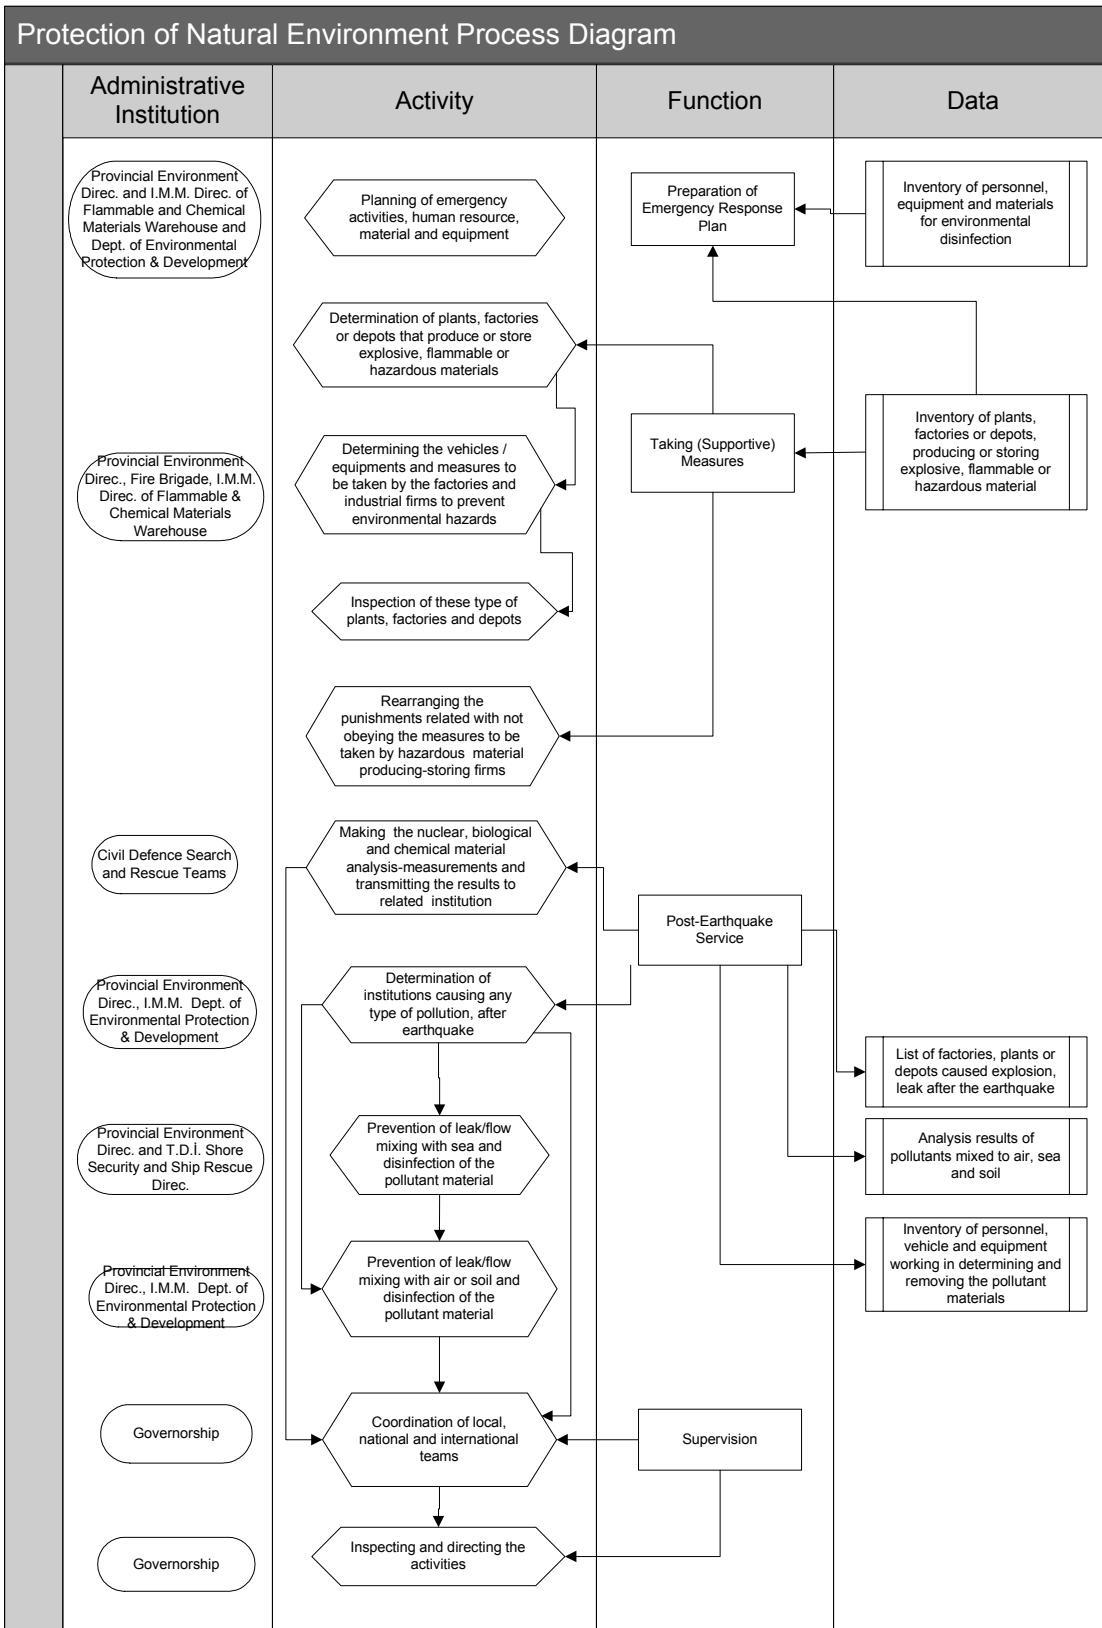 Protection of Natural Environment Process Diagram
Administrative
Institution
Activity
Function
Data
Provincial Environment
Direc. and I.M.M. Direc. of
Flammable and Chemical
Materials Warehouse and
Dept. of Environmental
Protection & Development
Planning of emergency
activities, human resource,
material and equipment
Preparation of
Emergency Response
Plan
Inventory of personnel,
equipment and materials
for environmental
disinfection
Determination of plants, factories
or depots that produce or store
explosive, flammable or
hazardous materials
Provincial Environment
Direc., Fire Brigade, I.M.M.
Direc. of Flammable &
Chemical Materials
Warehouse
Determining the vehicles /
equipments and measures to
be taken by the factories and
industrial firms to prevent
environmental hazards
Taking (Supportive)
Measures
Inventory of plants,
factories or depots,
producing or storing
explosive, flammable or
hazardous material
Inspection of these type of
plants, factories and depots
Rearranging the
punishments related with not
obeying the measures to be
taken by hazardous  material
producing-storing firms
Civil Defence Search
and Rescue Teams
Making  the nuclear, biological
and chemical material
analysis-measurements and
transmitting the results to
related  institution
Post-Earthquake
Service
Provincial Environment
Direc., I.M.M.  Dept. of
Environmental Protection
& Development
Determination of
institutions causing any
type of pollution, after
earthquake
List of factories, plants or
depots caused explosion,
leak after the earthquake
Provincial Environment
Direc. and T.D.İ. Shore
Security and Ship Rescue
Direc.
Prevention of leak/flow
mixing with sea and
disinfection of the
pollutant material
Analysis results of
pollutants mixed to air, sea
and soil
Provincial Environment
Direc., I.M.M.  Dept. of
Environmental Protection
& Development
Prevention of leak/flow
mixing with air or soil and
disinfection of the
pollutant material
Inventory of personnel,
vehicle and equipment
working in determining and
removing the pollutant
materials
Governorship
Coordination of local,
national and international
teams
Supervision
Governorship
Inspecting and directing the
activities